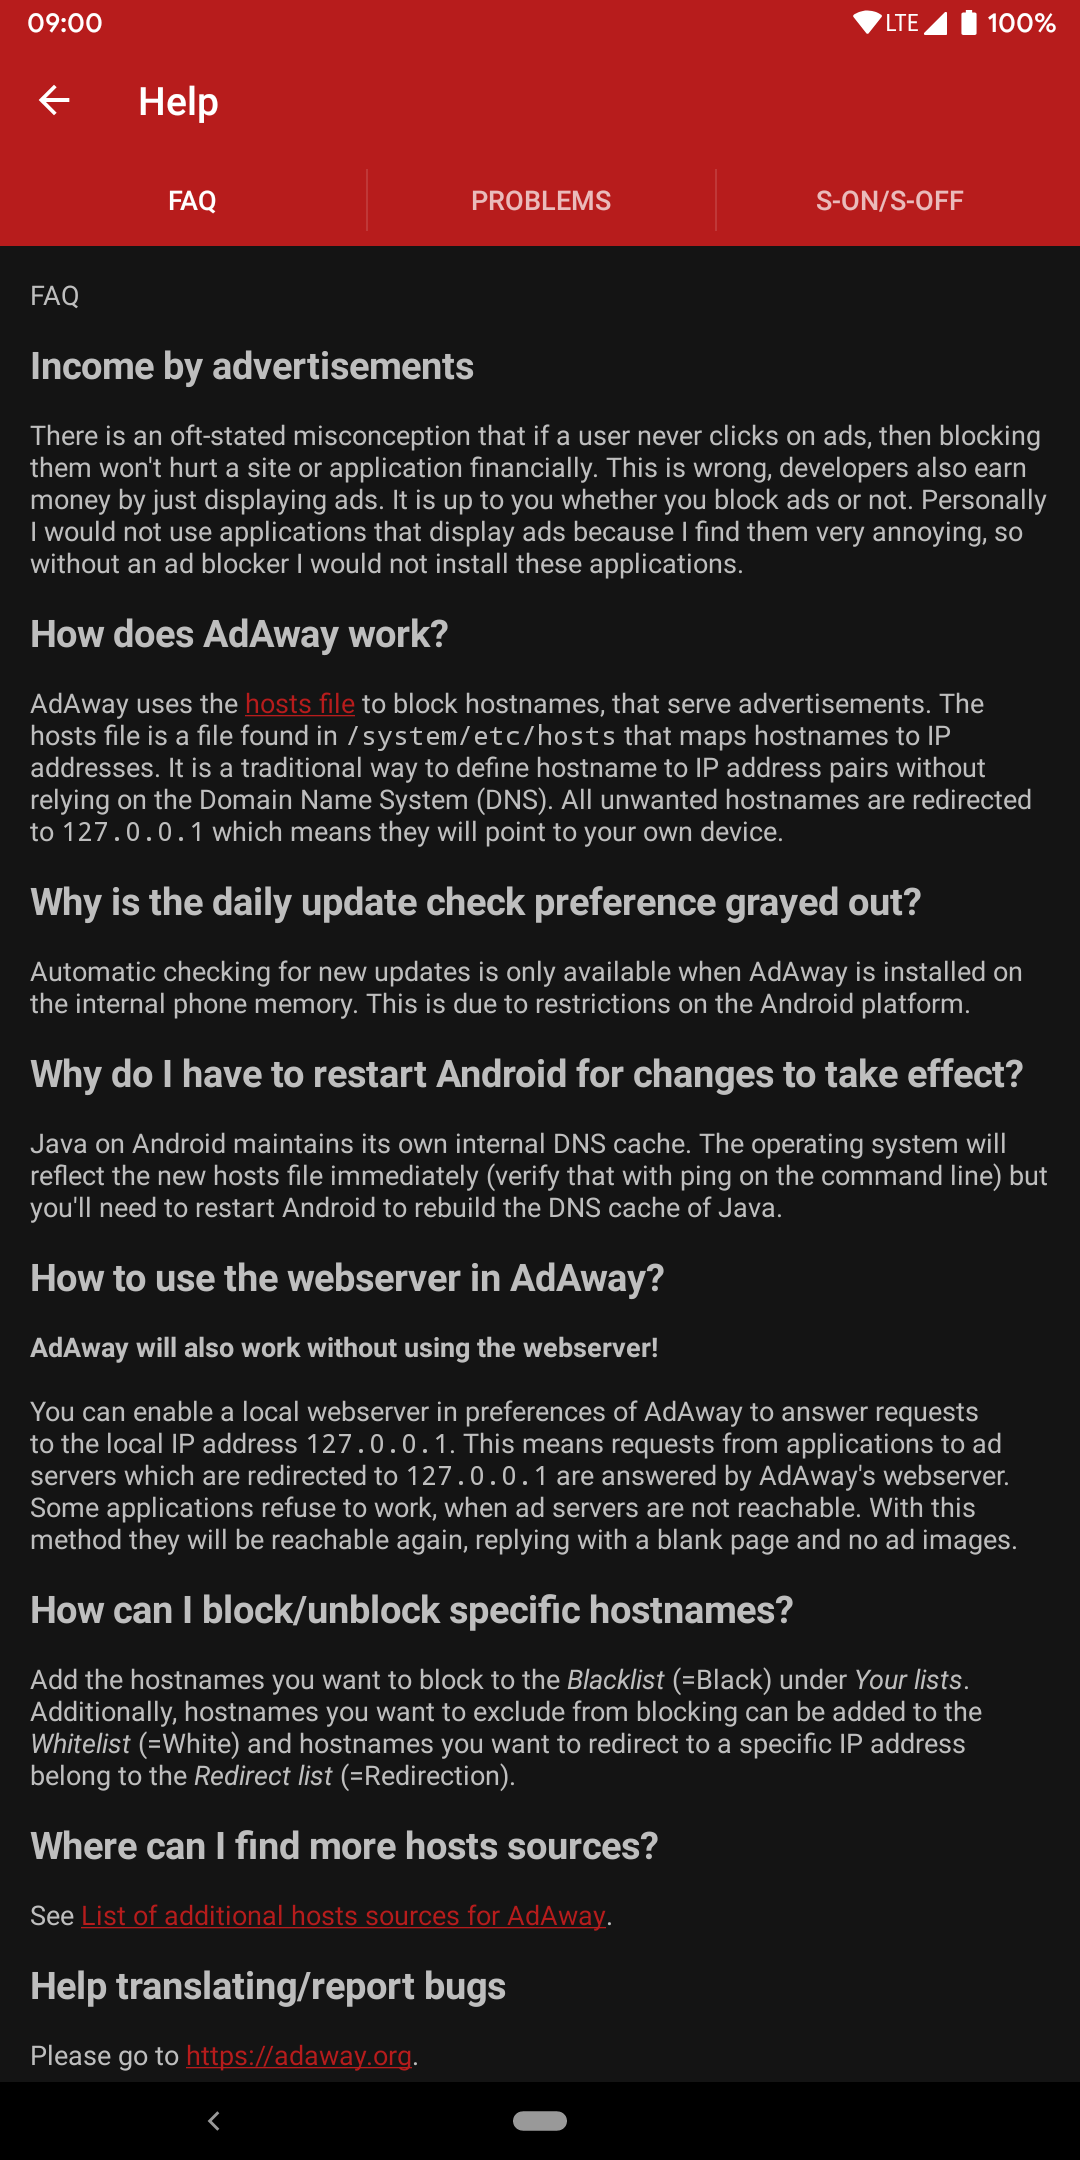 09:00
LTE
100%
Help
FAQ
PROBLEMS
S-ON/S-OFF
FAQ
Income by advertisements
There is an oft-stated misconception that if a user never clicks on ads, then blocking
them won't hurt a site or application financially. This is wrong, developers also earn
money by just displaying ads. It is up to you whether you block ads or not. Personally
I would not use applications that display ads because I find them very annoying, so
without an ad blocker I would not install these applications.
How does AdAway work?
AdAway uses the hosts file to block hostnames, that serve advertisements. The
hosts file is a file found in /system/etc/hosts that maps hostnames to IP
addresses. It is a traditional way to define hostname to IP address pairs without
relying on the Domain Name System (DNS). All unwanted hostnames are redirected
to 127.0.0.1 which means they will point to your own device.
Why is the daily update check preference grayed out?
Automatic checking for new updates is only available when AdAway is installed on
the internal phone memory. This is due to restrictions on the Android platform.
Why do I have to restart Android for changes to take effect?
Java on Android maintains its own internal DNS cache. The operating system will
reflect the new hosts file immediately (verify that with ping on the command line) but
you'll need to restart Android to rebuild the DNS cache of Java.
How to use the webserver in AdAway?
AdAway will also work without using the webserver!
You can enable a local webserver in preferences of AdAway to answer requests
to the local IP address 127.0.0.1. This means requests from applications to ad
servers which are redirected to 127.0.0.1 are answered by AdAway's webserver.
Some applications refuse to work, when ad servers are not reachable. With this
method they will be reachable again, replying with a blank page and no ad images.
How can I block/unblock specific hostnames?
Add the hostnames you want to block to the Blacklist (=Black) under Your lists.
Additionally, hostnames you want to exclude from blocking can be added to the
Whitelist (=White) and hostnames you want to redirect to a specific IP address
belong to the Redirect list (=Redirection).
Where can I find more hosts sources?
See List of additional hosts sources for AdAway.
Help translating/report bugs
Please go to https://adaway.org.